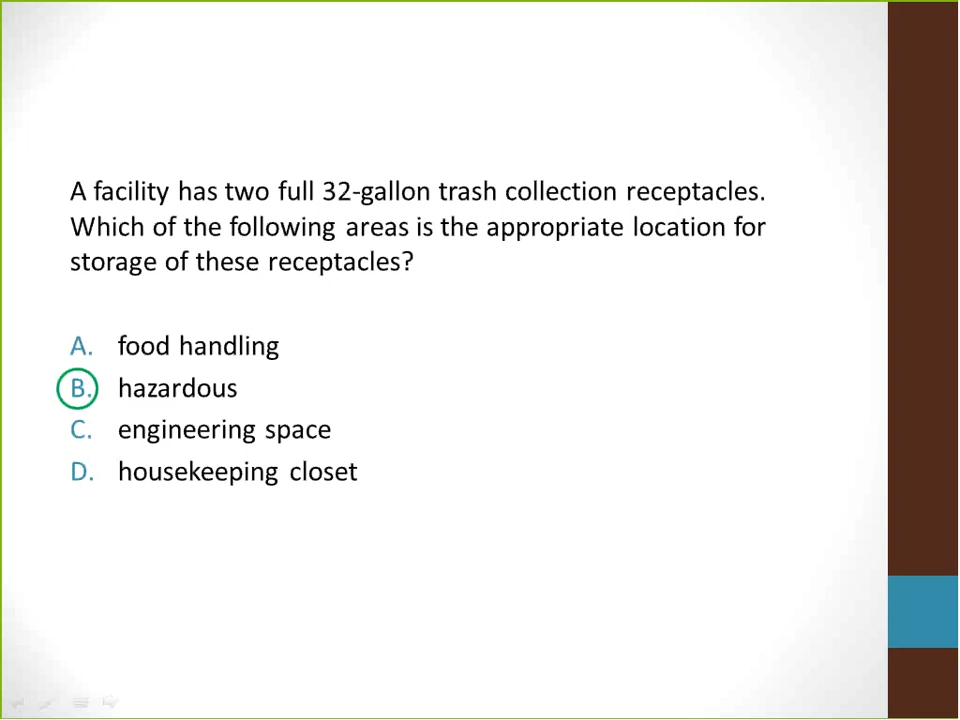 A facility has two full 32-gallon trash collection receptacles.
Which of the following areas is the appropriate location for
storage of these receptacles?
A. food handling
B. hazardous
C. engineering space
D. housekeeping closet